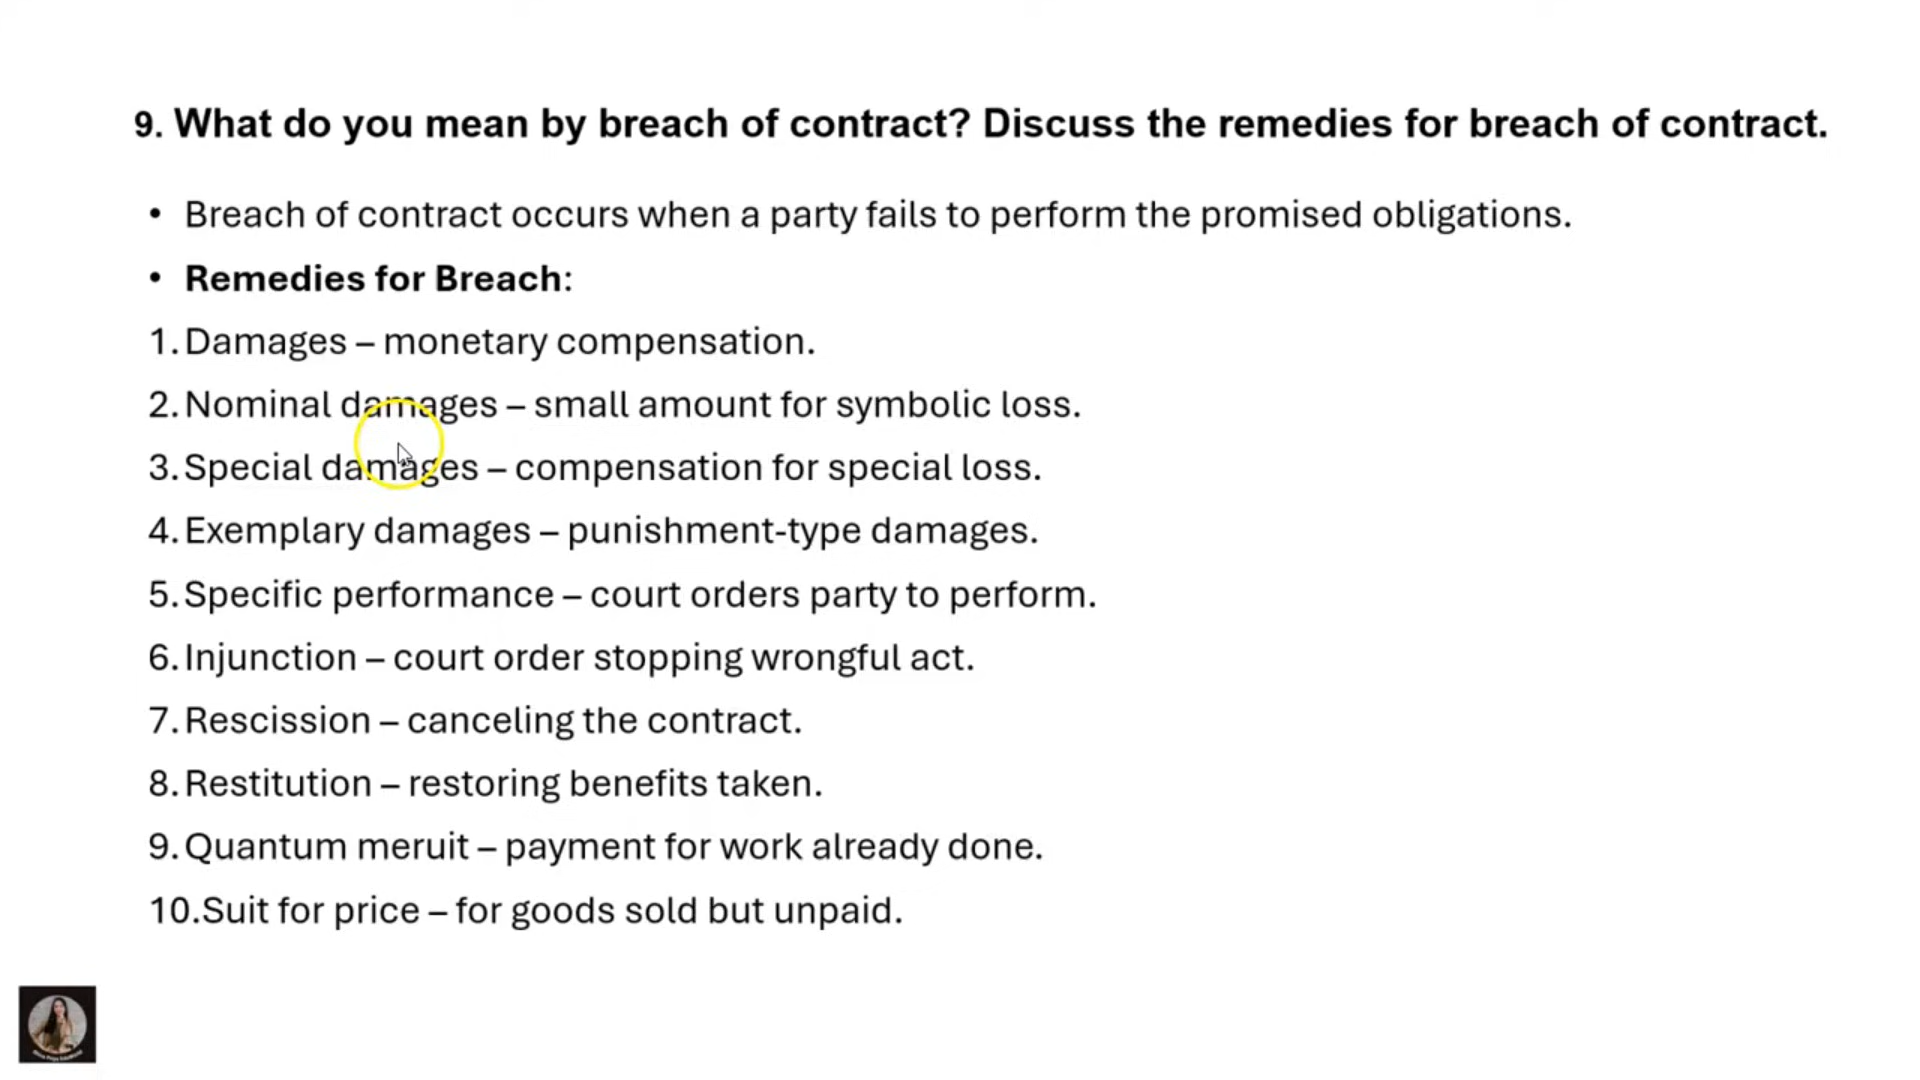 9. What do you mean by breach of contract? Discuss the remedies for breach of contract.
• Breach of contract occurs when a party fails to perform the promised obligations.
• Remedies for Breach:
1. Damages – monetary compensation.
2. Nominal damages – small amount for symbolic loss.
3. Special damages – compensation for special loss.
4. Exemplary damages – punishment-type damages.
5. Specific performance – court orders party to perform.
6. Injunction – court order stopping wrongful act.
7. Rescission – canceling the contract.
8. Restitution – restoring benefits taken.
9. Quantum meruit – payment for work already done.
10.Suit for price – for goods sold but unpaid.